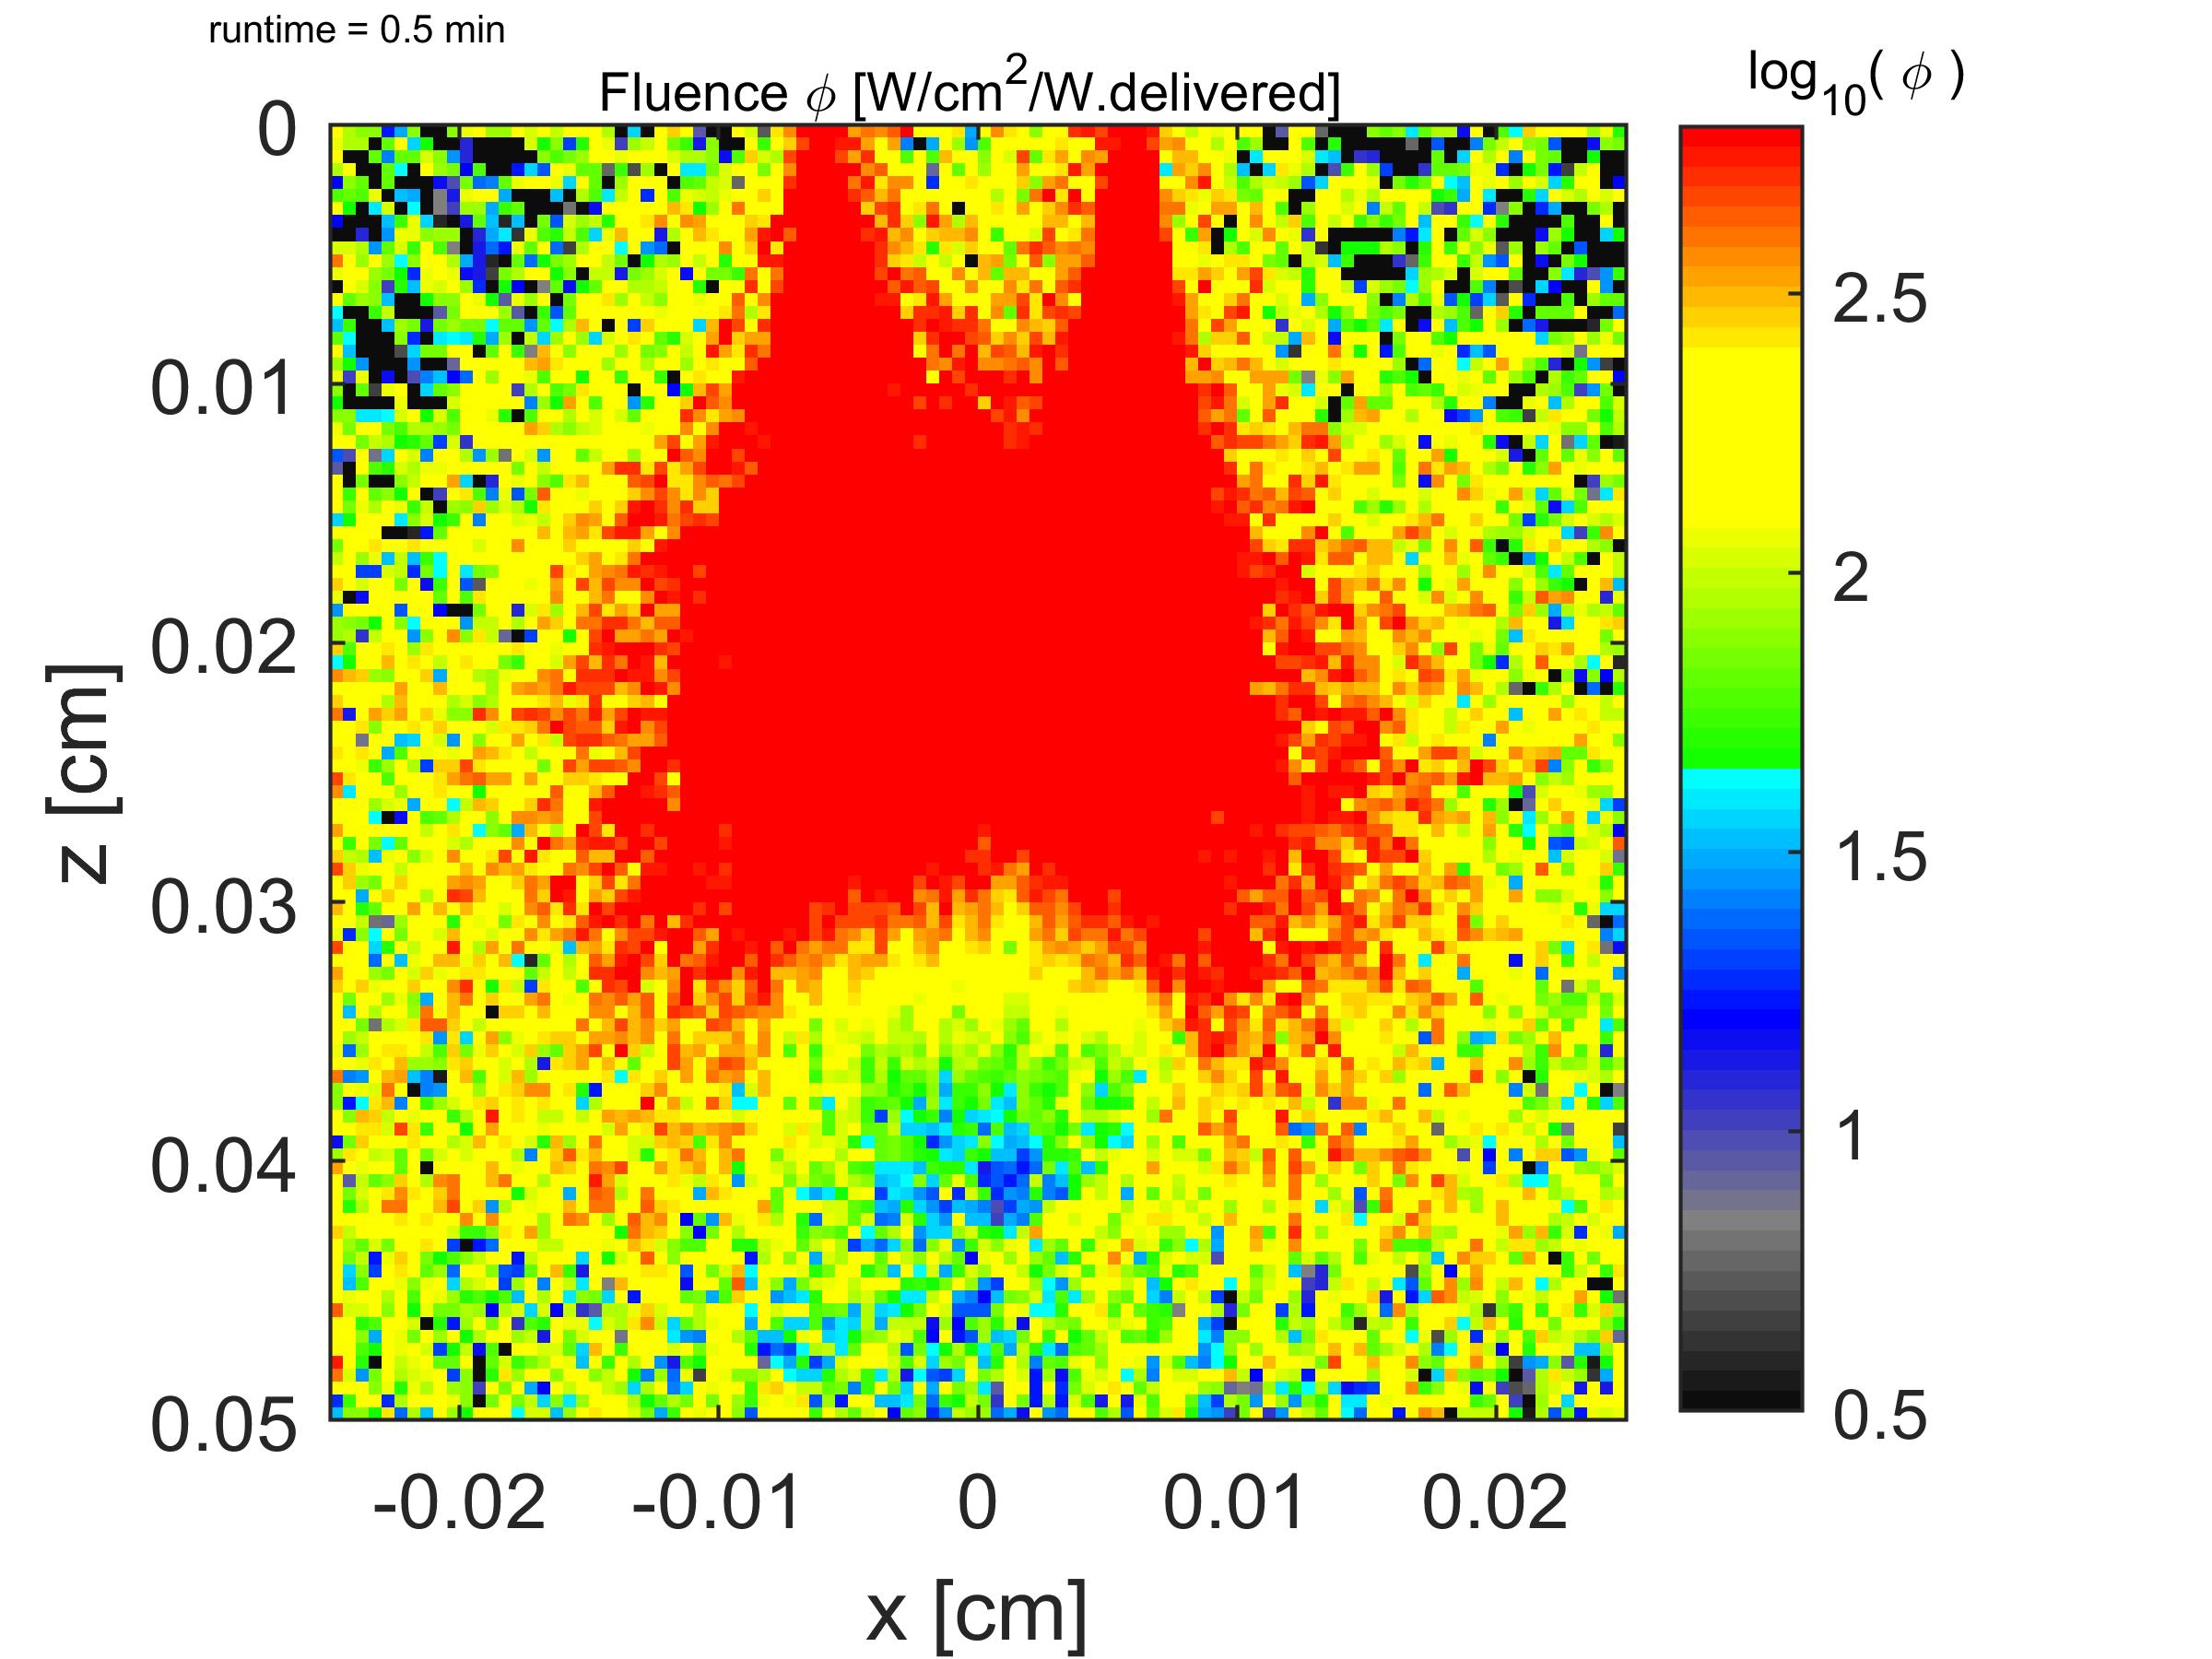 runtime = 0.5 min
Fluence ϕ [W/cm²/W.delivered]
log₁₀( ϕ )
0
0.01
0.02
0.03
0.04
0.05
z [cm]
-0.02 -0.01 0 0.01 0.02
x [cm]
2.5
2
1.5
1
0.5